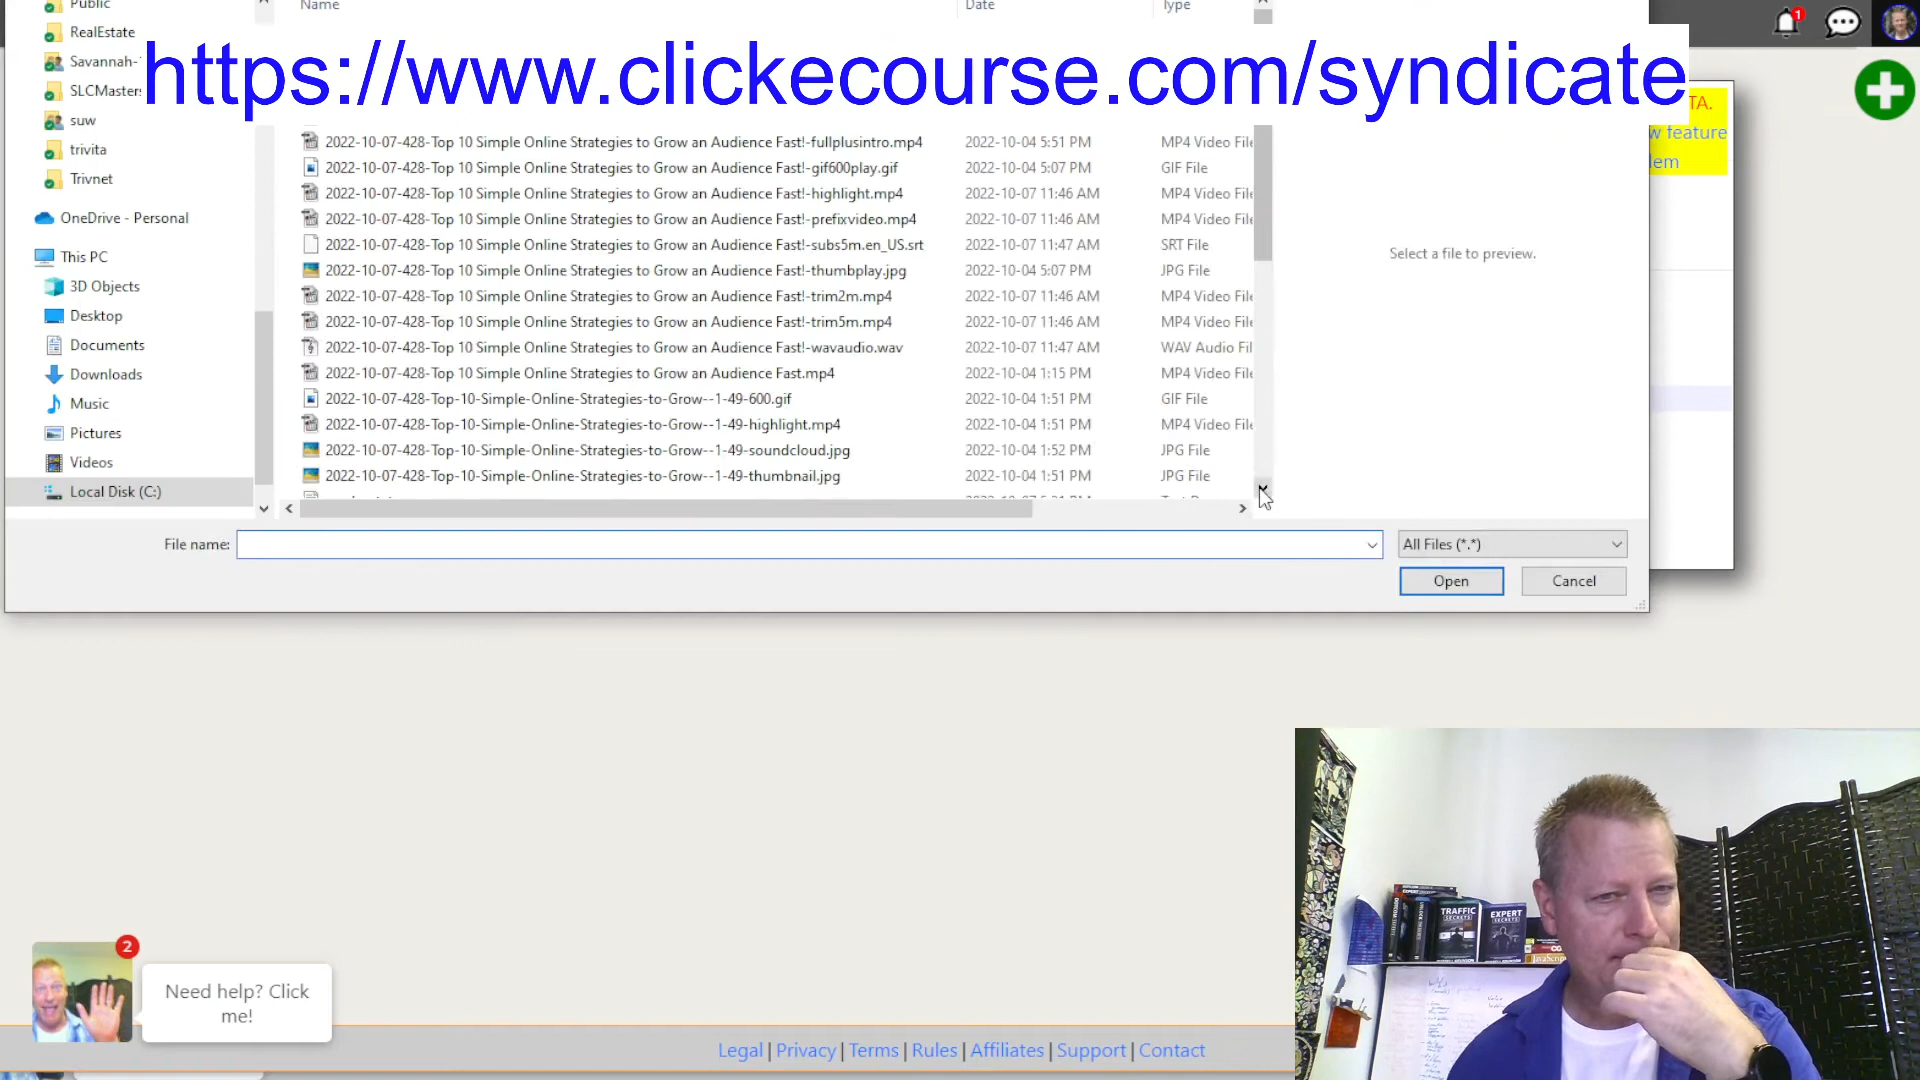 Public
Name
Date
Type
1
RealEstate
Savannah-
SLCMaster
https://www.clickecourse.com/syndicate
TA.
w feature
lem
suw
trivita
Trivnet
OneDrive - Personal
This PC
3D Objects
Desktop
Documents
Downloads
Music
Pictures
Videos
Local Disk (C:)
2022-10-07-428-Top 10 Simple Online Strategies to Grow an Audience Fast!-fullplusintro.mp4 2022-10-04 5:51 PM MP4 Video File
2022-10-07-428-Top 10 Simple Online Strategies to Grow an Audience Fast!-gif600play.gif 2022-10-04 5:07 PM GIF File
2022-10-07-428-Top 10 Simple Online Strategies to Grow an Audience Fast!-highlight.mp4 2022-10-07 11:46 AM MP4 Video File
2022-10-07-428-Top 10 Simple Online Strategies to Grow an Audience Fast!-prefixvideo.mp4 2022-10-07 11:46 AM MP4 Video File
2022-10-07-428-Top 10 Simple Online Strategies to Grow an Audience Fast!-subs5m.en_US.srt 2022-10-07 11:47 AM SRT File
2022-10-07-428-Top 10 Simple Online Strategies to Grow an Audience Fast!-thumbplay.jpg 2022-10-04 5:07 PM JPG File
2022-10-07-428-Top 10 Simple Online Strategies to Grow an Audience Fast!-trim2m.mp4 2022-10-07 11:46 AM MP4 Video File
2022-10-07-428-Top 10 Simple Online Strategies to Grow an Audience Fast!-trim5m.mp4 2022-10-07 11:46 AM MP4 Video File
2022-10-07-428-Top 10 Simple Online Strategies to Grow an Audience Fast!-wavaudio.wav 2022-10-07 11:47 AM WAV Audio Fil
2022-10-07-428-Top 10 Simple Online Strategies to Grow an Audience Fast.mp4 2022-10-04 1:15 PM MP4 Video File
2022-10-07-428-Top-10-Simple-Online-Strategies-to-Grow--1-49-600.gif 2022-10-04 1:51 PM GIF File
2022-10-07-428-Top-10-Simple-Online-Strategies-to-Grow--1-49-highlight.mp4 2022-10-04 1:51 PM MP4 Video File
2022-10-07-428-Top-10-Simple-Online-Strategies-to-Grow--1-49-soundcloud.jpg 2022-10-04 1:52 PM JPG File
2022-10-07-428-Top-10-Simple-Online-Strategies-to-Grow--1-49-thumbnail.jpg 2022-10-04 1:51 PM JPG File
Select a file to preview.
File name:
All Files (*.*)
Open
Cancel
TRAFFIC
SECRETS
EXPERT
SECRETS
JavaScript
2
Need help? Click
me!
Legal | Privacy | Terms | Rules | Affiliates | Support | Contact